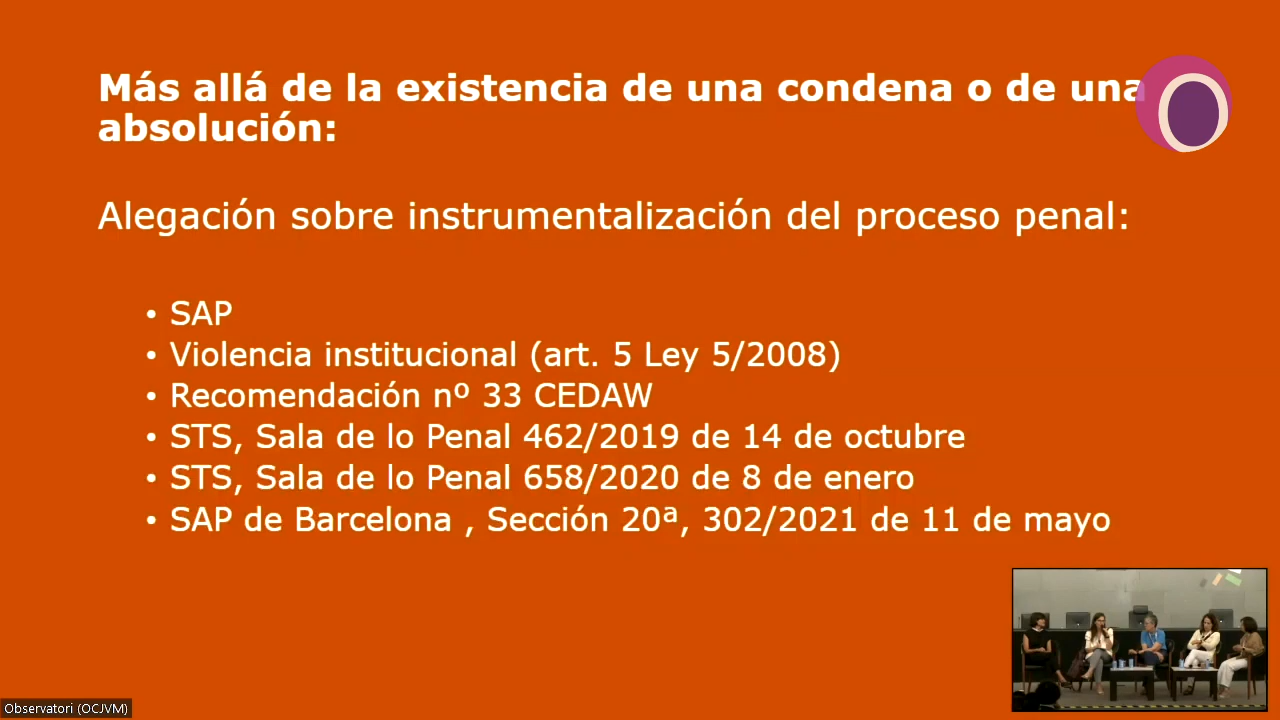 Más allá de la existencia de una condena o de una
absolución:
Alegación sobre instrumentalización del proceso penal:
• SAP
• Violencia institucional (art. 5 Ley 5/2008)
• Recomendación nº 33 CEDAW
• STS, Sala de lo Penal 462/2019 de 14 de octubre
• STS, Sala de lo Penal 658/2020 de 8 de enero
• SAP de Barcelona , Sección 20ª, 302/2021 de 11 de mayo
Observatori (OCJVM)